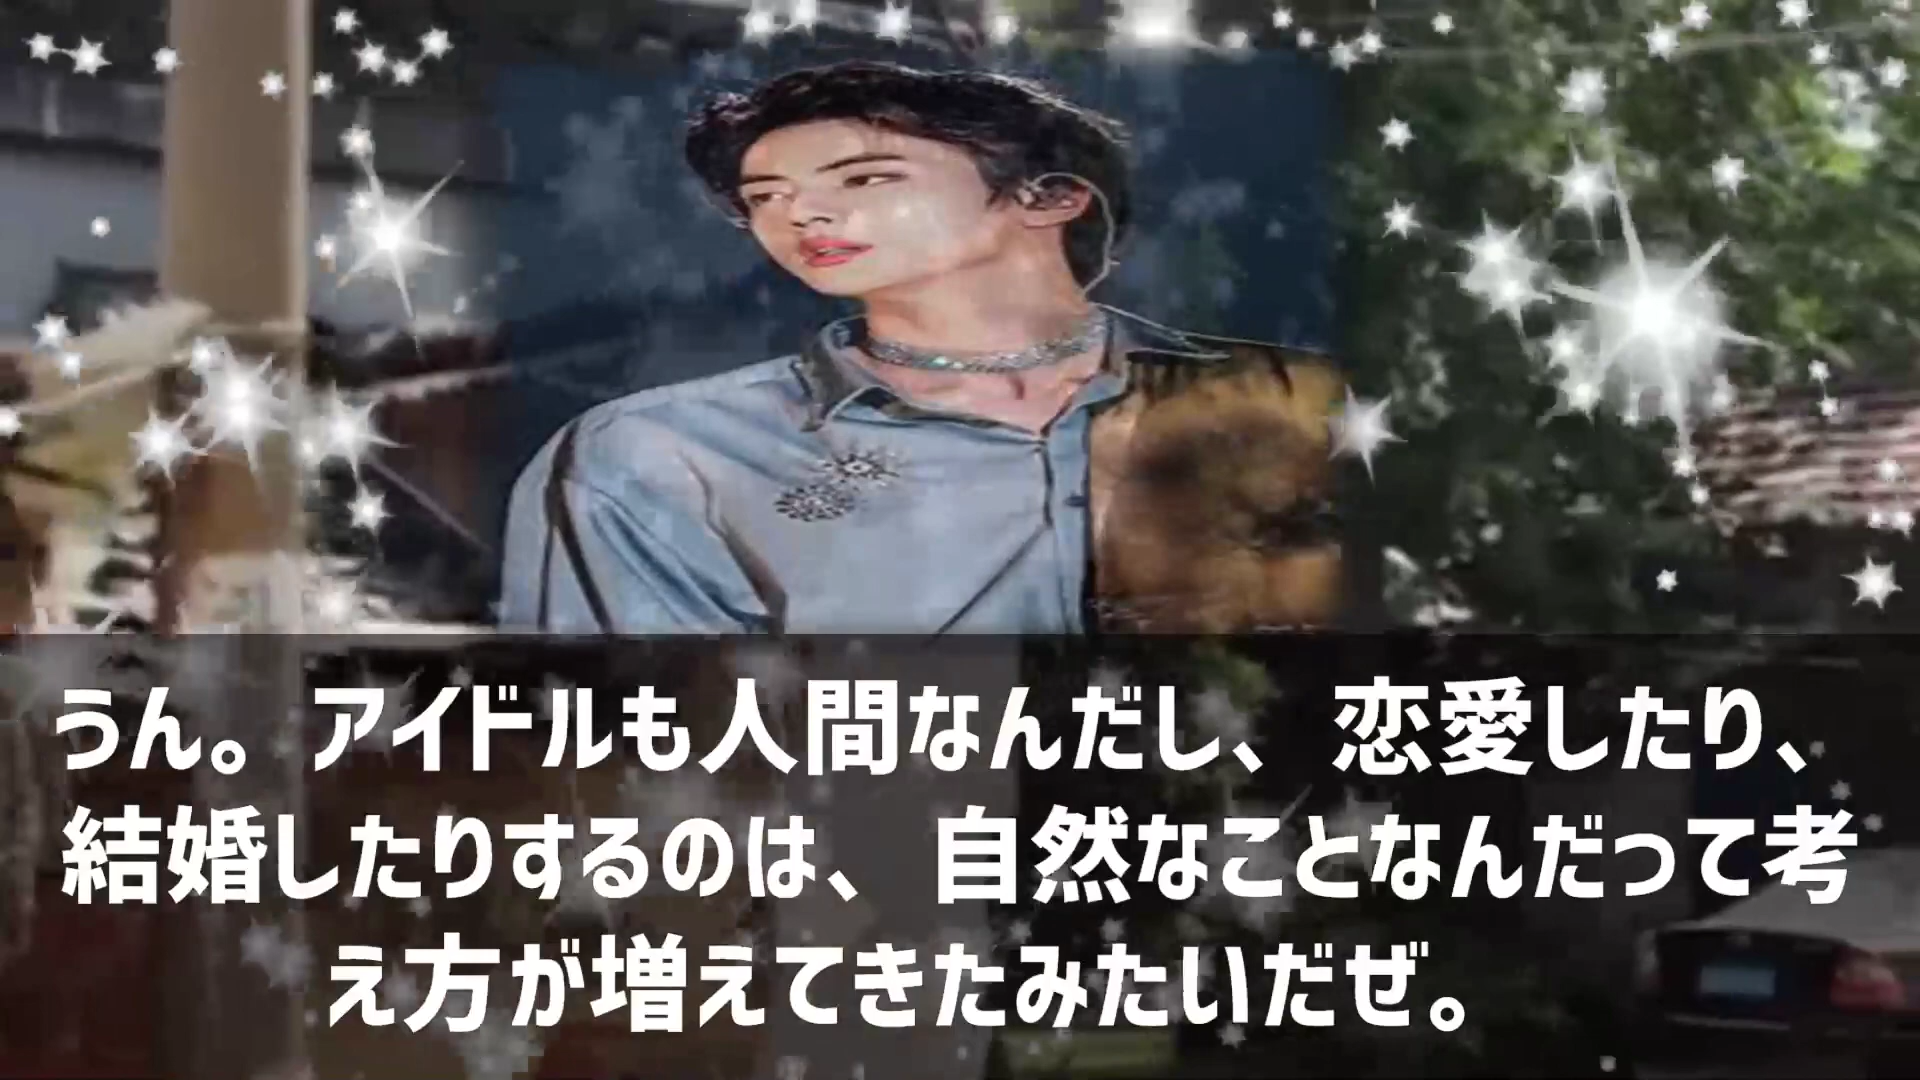 うん。アイドルも人間なんだし、恋愛したり、
結婚したりするのは、自然なことなんだって考
え方が増えてきたみたいだぜ。